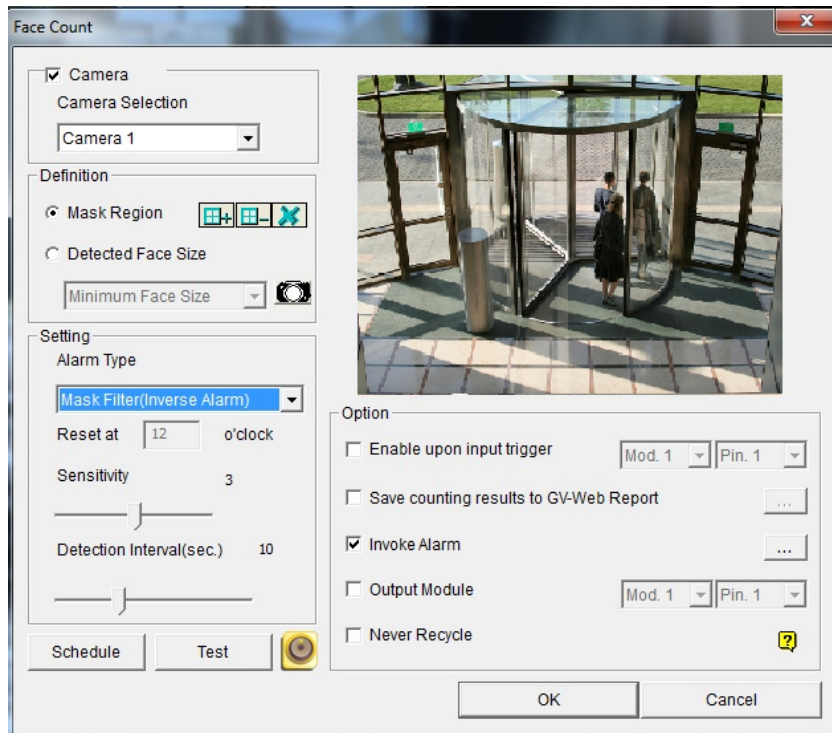 Face Count
Camera
Camera Selection
Camera 1
Definition
Mask Region
Detected Face Size
Minimum Face Size
Setting
Alarm Type
Mask Filter(Inverse Alarm)
Reset at 12 o'clock
Sensitivity 3
Detection Interval(sec.) 10
Schedule Test
Option
Enable upon input trigger Mod. 1 Pin. 1
Save counting results to GV-Web Report ...
Invoke Alarm ...
Output Module Mod. 1 Pin. 1
Never Recycle
OK Cancel